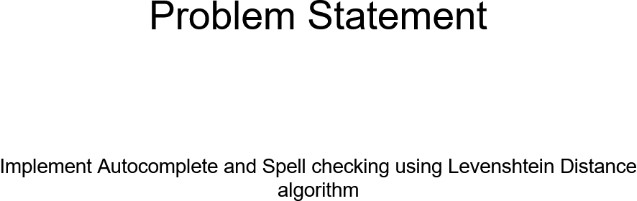 Problem Statement
Implement Autocomplete and Spell checking using Levenshtein Distance
algorithm